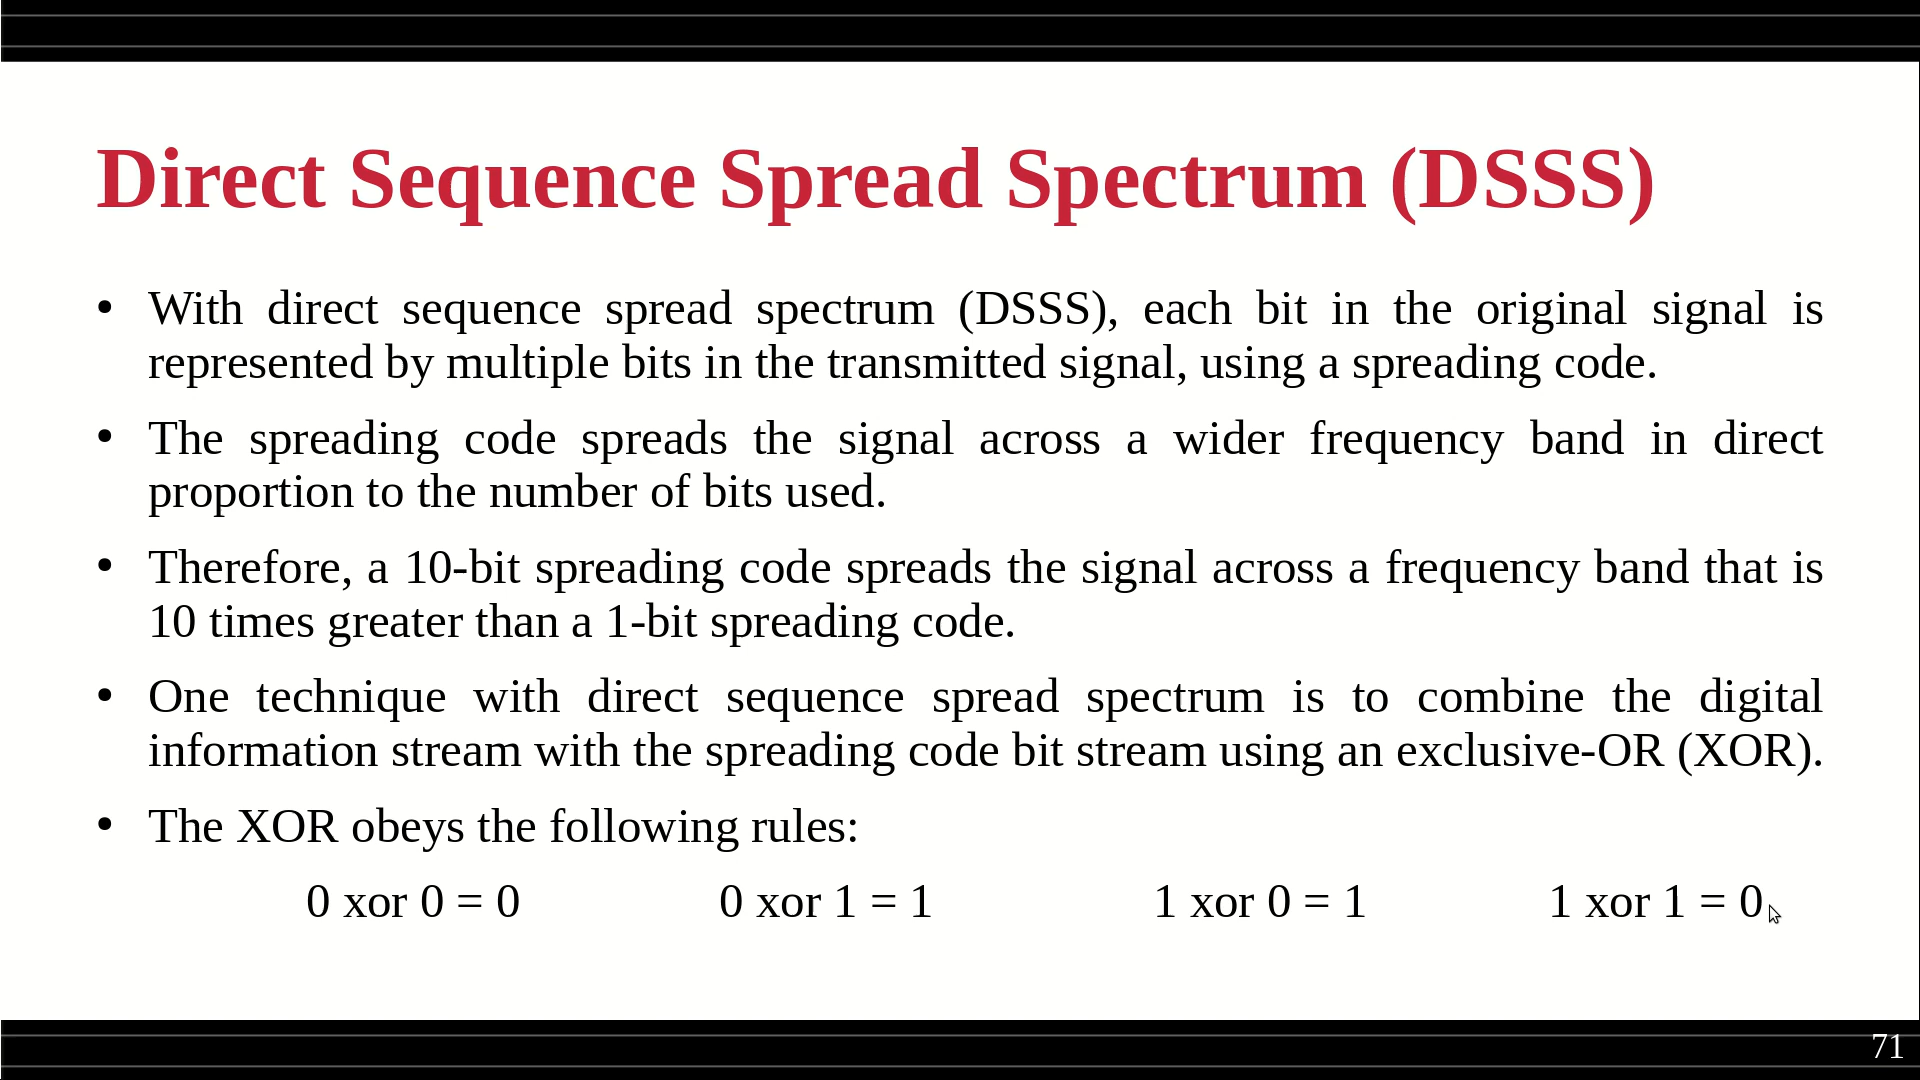 Direct Sequence Spread Spectrum (DSSS)
• With direct sequence spread spectrum (DSSS), each bit in the original signal is
represented by multiple bits in the transmitted signal, using a spreading code.
• The spreading code spreads the signal across a wider frequency band in direct
proportion to the number of bits used.
• Therefore, a 10-bit spreading code spreads the signal across a frequency band that is
10 times greater than a 1-bit spreading code.
• One technique with direct sequence spread spectrum is to combine the digital
information stream with the spreading code bit stream using an exclusive-OR (XOR).
• The XOR obeys the following rules:
0 xor 0 = 0 0 xor 1 = 1 1 xor 0 = 1 1 xor 1 = 0
71